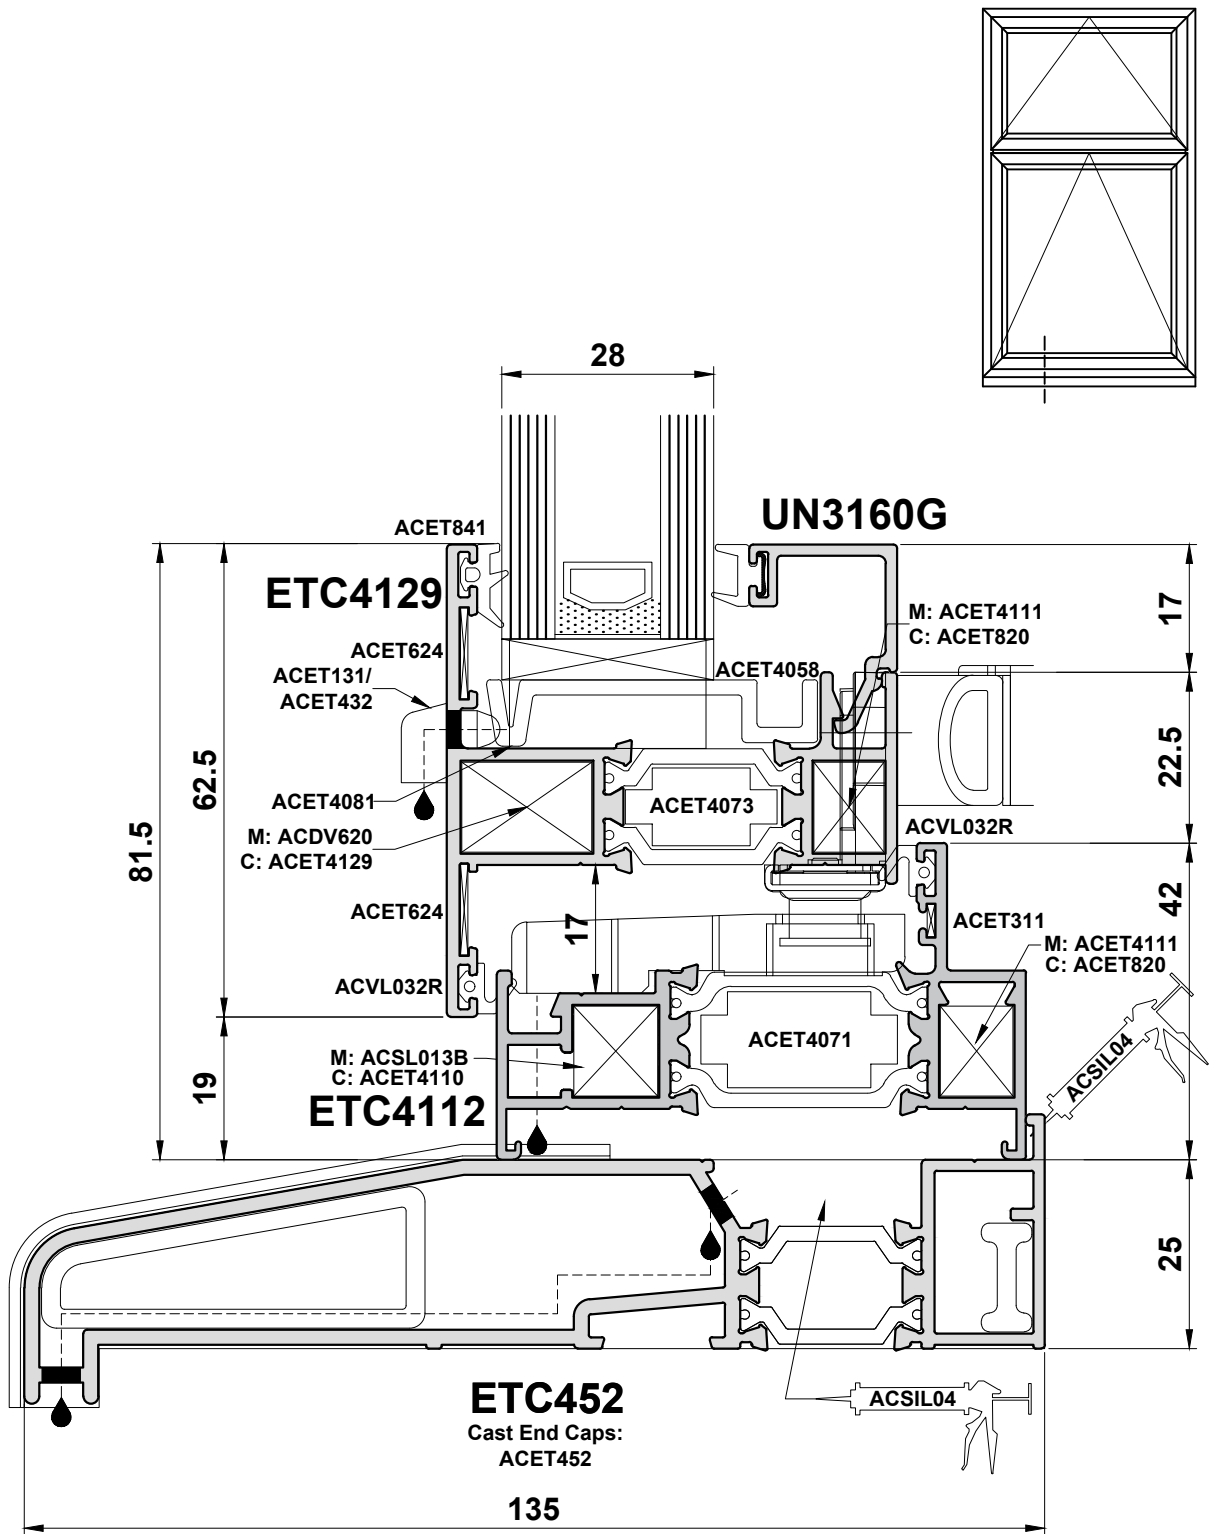 28
UN3160G
ACET841
ETC4129
M: ACET4111
C: ACET820
17
ACET624
ACET4058
ACET131/
ACET432
62.5
22.5
81.5
ACET4081
ACET4073
M: ACDV620
C: ACET4129
ACVL032R
ACET624
17
42
ACET311
M: ACET4111
C: ACET820
ACVL032R
ACET4071
19
M: ACSL013B
C: ACET4110
ACSIL04
ETC4112
25
ETC452
Cast End Caps:
ACET452
ACSIL04
135